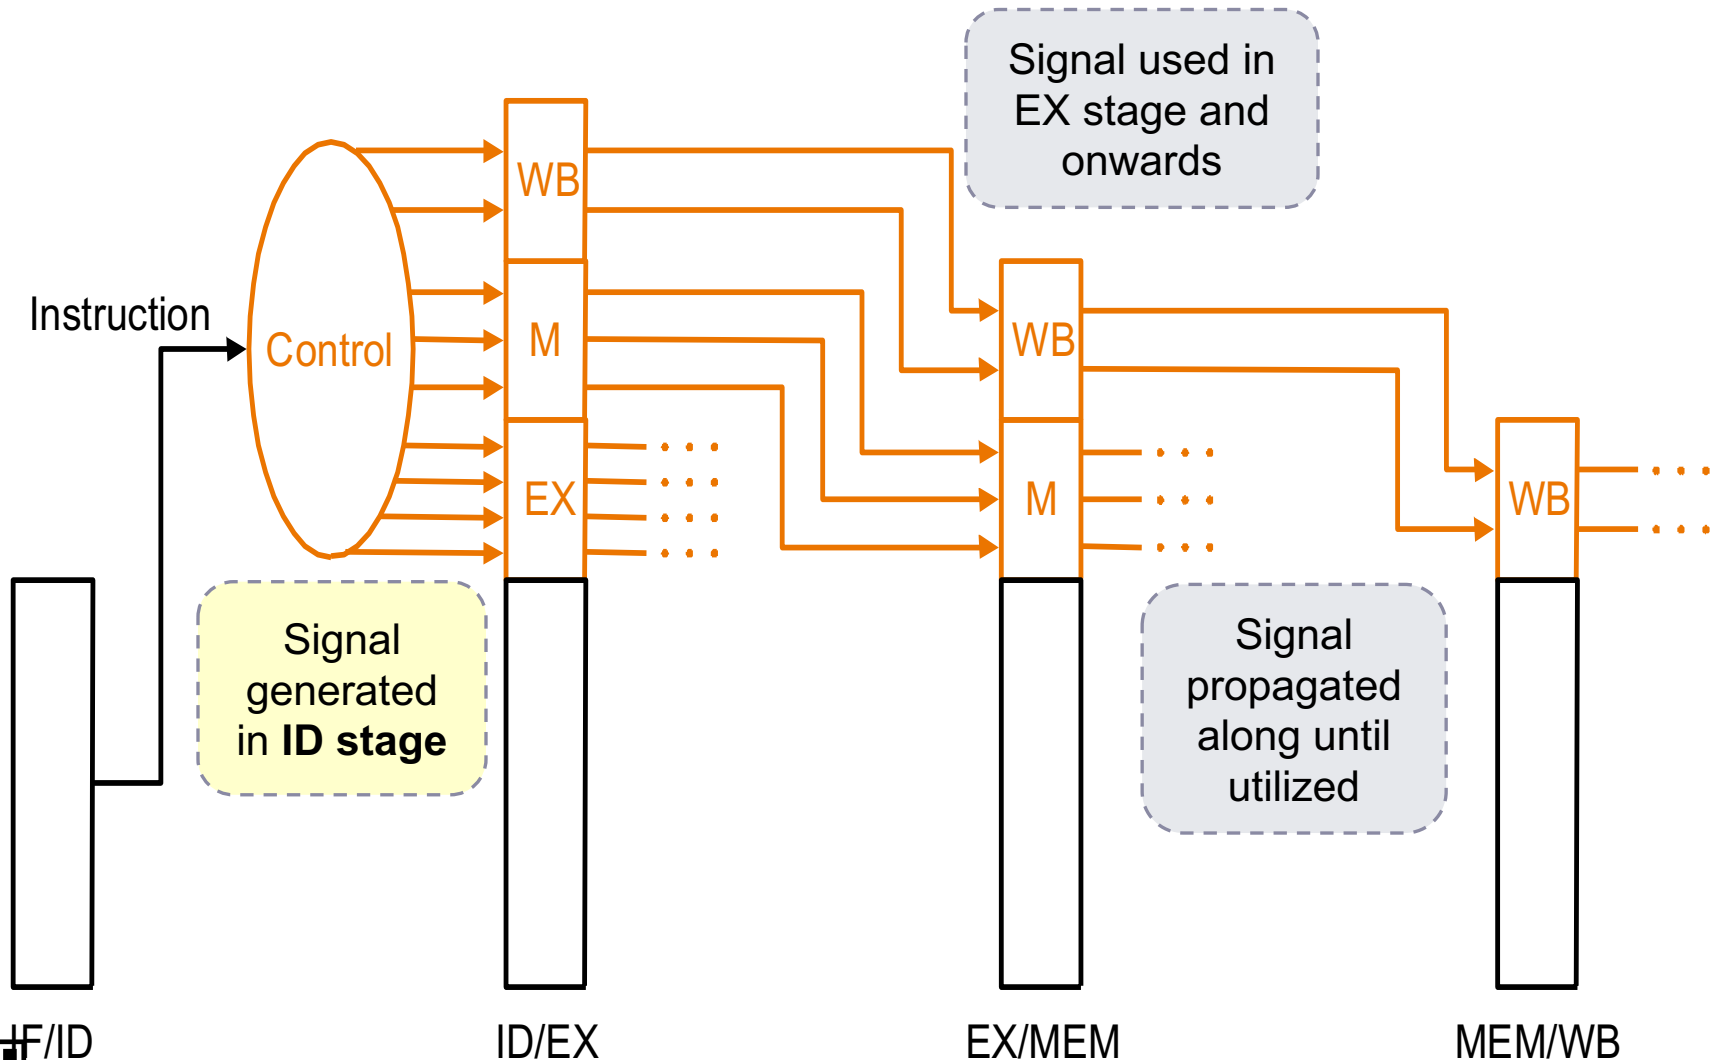 Signal used in
EX stage and
onwards
WB
Instruction
Control
M
WB
EX
M
WB
Signal
generated
in ID stage
Signal
propagated
along until
utilized
IF/ID
ID/EX
EX/MEM
MEM/WB